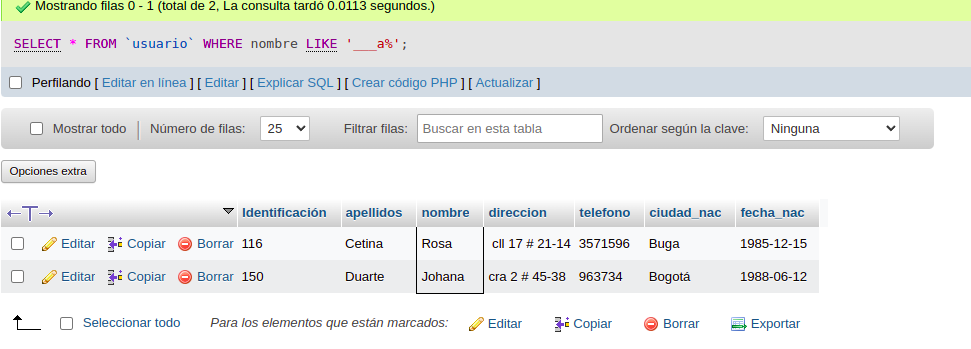 Mostrando filas 0 - 1 (total de 2, La consulta tardó 0.0113 segundos.)
SELECT * FROM `usuario` WHERE nombre LIKE '___a%';
Perfilando [ Editar en línea ] [ Editar ] [ Explicar SQL ] [ Crear código PHP ] [ Actualizar ]
Mostrar todo Número de filas: 25 Filtrar filas: Buscar en esta tabla Ordenar según la clave: Ninguna
Opciones extra
Identificación apellidos nombre direccion telefono ciudad_nac fecha_nac
Editar Copiar Borrar 116 Cetina Rosa cll 17 # 21-14 3571596 Buga 1985-12-15
Editar Copiar Borrar 150 Duarte Johana cra 2 # 45-38 963734 Bogotá 1988-06-12
Seleccionar todo Para los elementos que están marcados: Editar Copiar Borrar Exportar